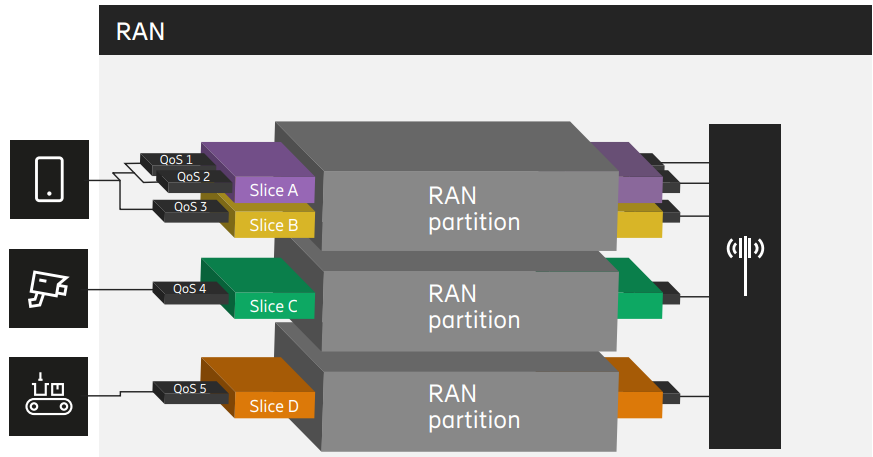 RAN
QoS 1
QoS 2
Slice A
QoS 3
Slice B
RAN
partition
QoS 4
Slice C
RAN
partition
QoS 5
Slice D
RAN
partition